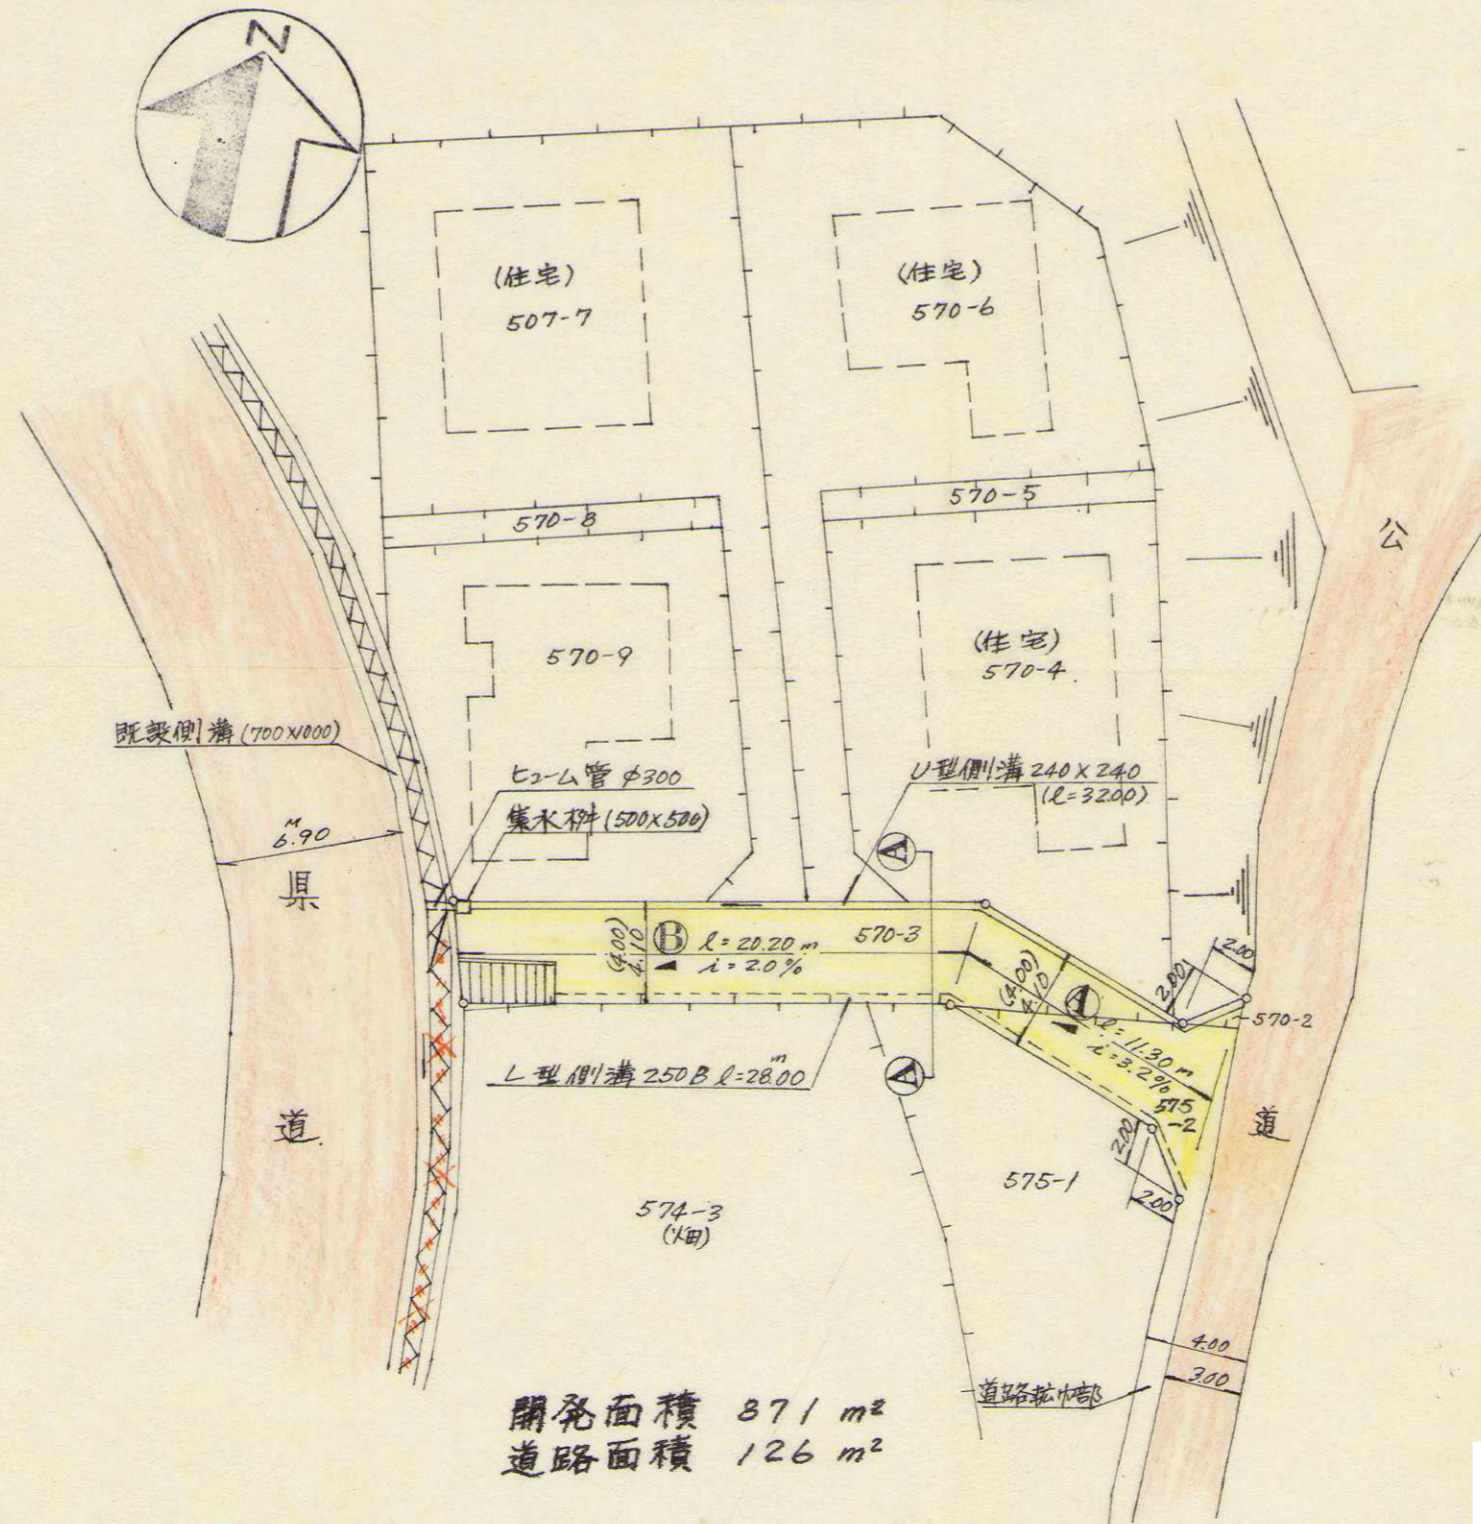 N
(住宅)
507-7
(住宅)
570-6
570-8
570-5
公
570-9
(住宅)
570-4
既設側溝(700×1000)
ヒューム管 φ300
集水桝(500×500)
U型側溝 240×240
(l=32.00)
M
6.90
県
道
A
(4.00)
4.10
B
l=20.20 m
i=2.0%
570-3
(4.00)
4.10
A
l=11.30 m
i=3.2%
2.00
2.00
570-2
575
-2
L型側溝 250B l=28.00 m
A
道
2.00
2.00
575-1
574-3
(畑)
4.00
3.00
道路拡巾部
開発面積 871 m²
道路面積 126 m²